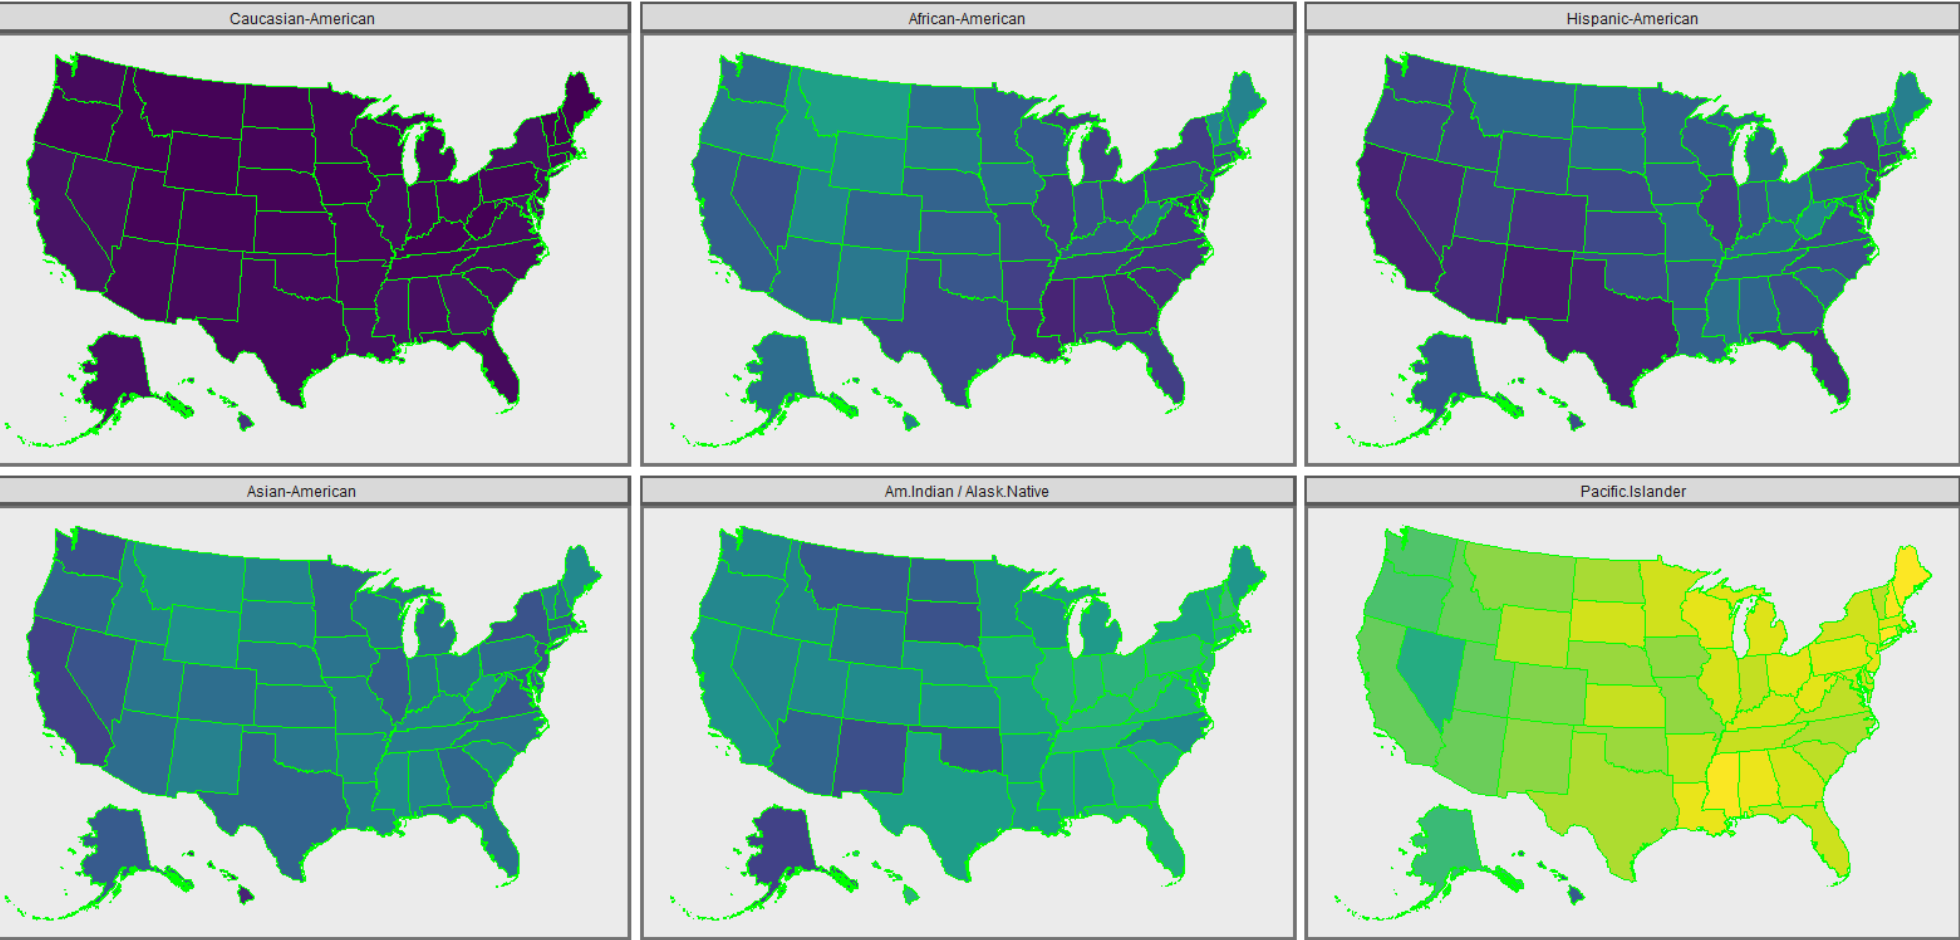 Caucasian-American
African-American
Hispanic-American
Asian-American
Am.Indian / Alask.Native
Pacific.Islander